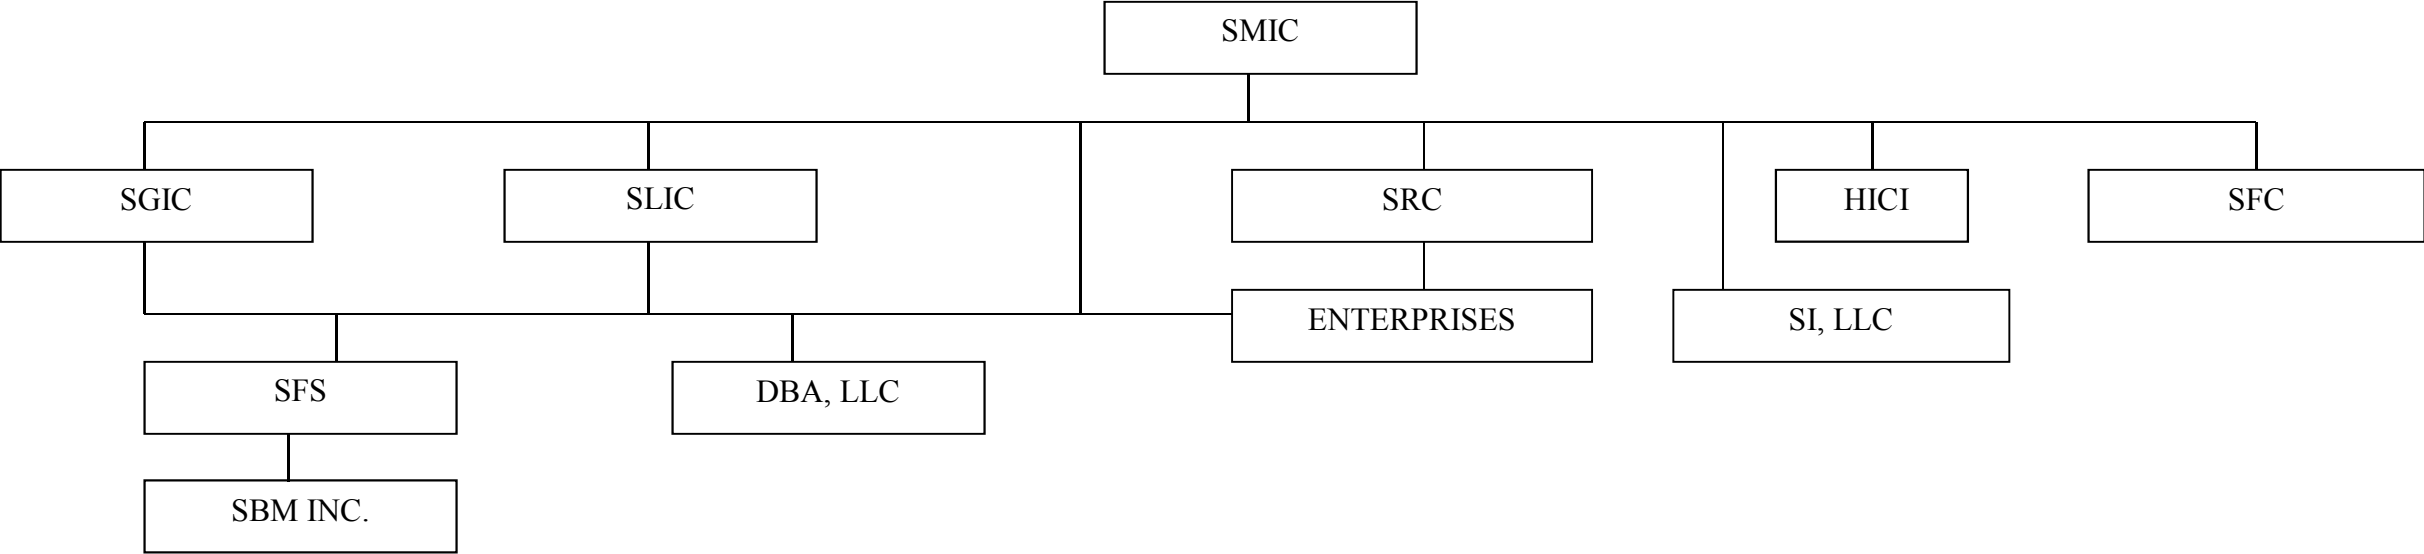 SMIC
SGIC
SLIC
SRC
HICI
SFC
ENTERPRISES
SI, LLC
SFS
DBA, LLC
SBM INC.